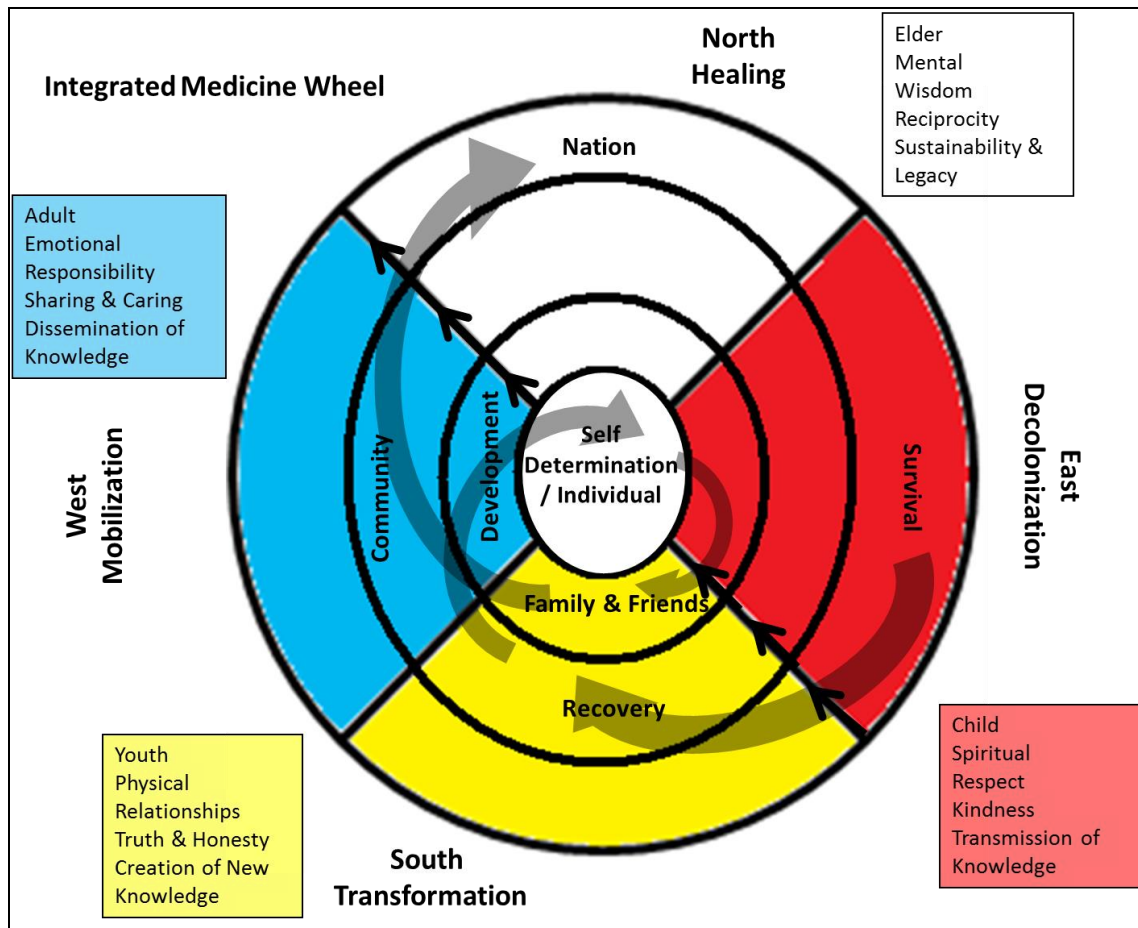 Integrated Medicine Wheel
North
Healing
Elder
Mental
Wisdom
Reciprocity
Sustainability &
Legacy
Adult
Emotional
Responsibility
Sharing & Caring
Dissemination of
Knowledge
Nation
Self
Determination
/ Individual
Development
Community
Survival
West
Mobilization
East
Decolonization
Family & Friends
Recovery
Youth
Physical
Relationships
Truth & Honesty
Creation of New
Knowledge
South
Transformation
Child
Spiritual
Respect
Kindness
Transmission of
Knowledge